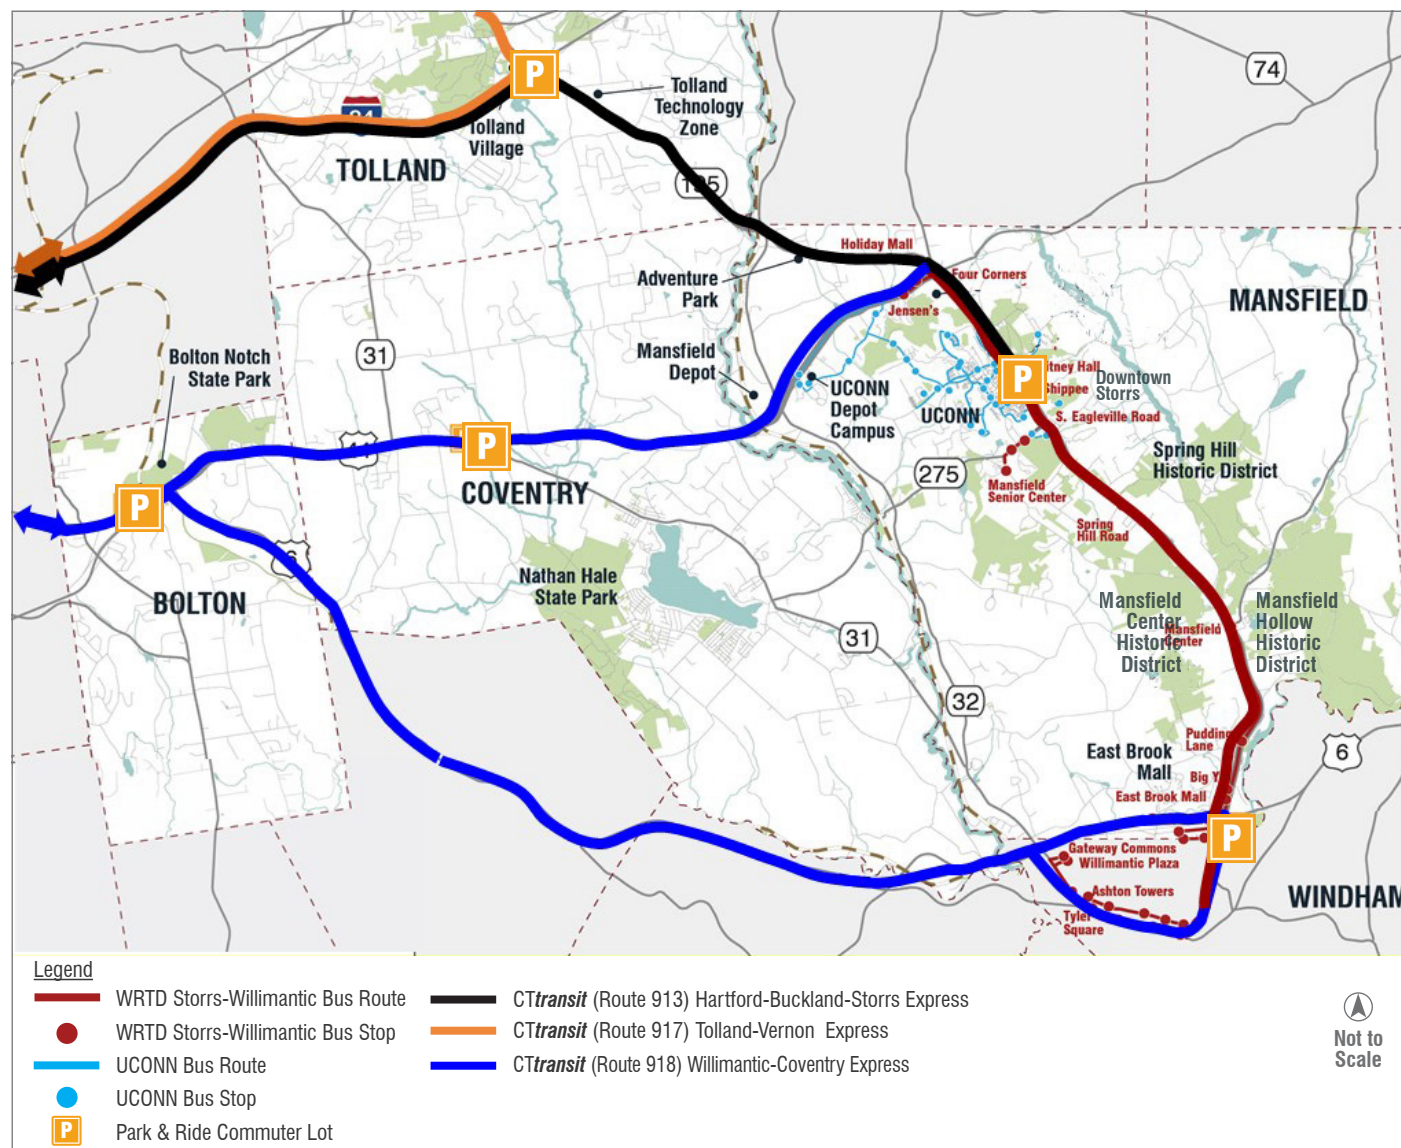 74
P
Tolland
Technology
Zone
Tolland
Village
TOLLAND
Holiday Mall
Adventure
Park
Four Corners
MANSFIELD
Jensen's
31
Bolton Notch
State Park
Mansfield
Depot
UCONN
Depot
Campus
UCONN
P
Shippee
Downtown
Storrs
S. Eagleville Road
P
COVENTRY
P
275
Spring Hill
Historic District
Mansfield
Senior Center
Spring
Hill Road
6
BOLTON
Nathan Hale
State Park
Mansfield
Center
Historic
District
Mansfield
Center
Mansfield
Hollow
Historic
District
31
32
Pudding
Lane
East Brook
Mall
Big Y
East Brook Mall
6
P
Gateway Commons
Willimantic Plaza
Ashton Towers
Tyler
Square
WINDHAM
Legend
WRTD Storrs-Willimantic Bus Route
WRTD Storrs-Willimantic Bus Stop
UCONN Bus Route
UCONN Bus Stop
P Park & Ride Commuter Lot
CTtransit (Route 913) Hartford-Buckland-Storrs Express
CTtransit (Route 917) Tolland-Vernon Express
CTtransit (Route 918) Willimantic-Coventry Express
Not to
Scale